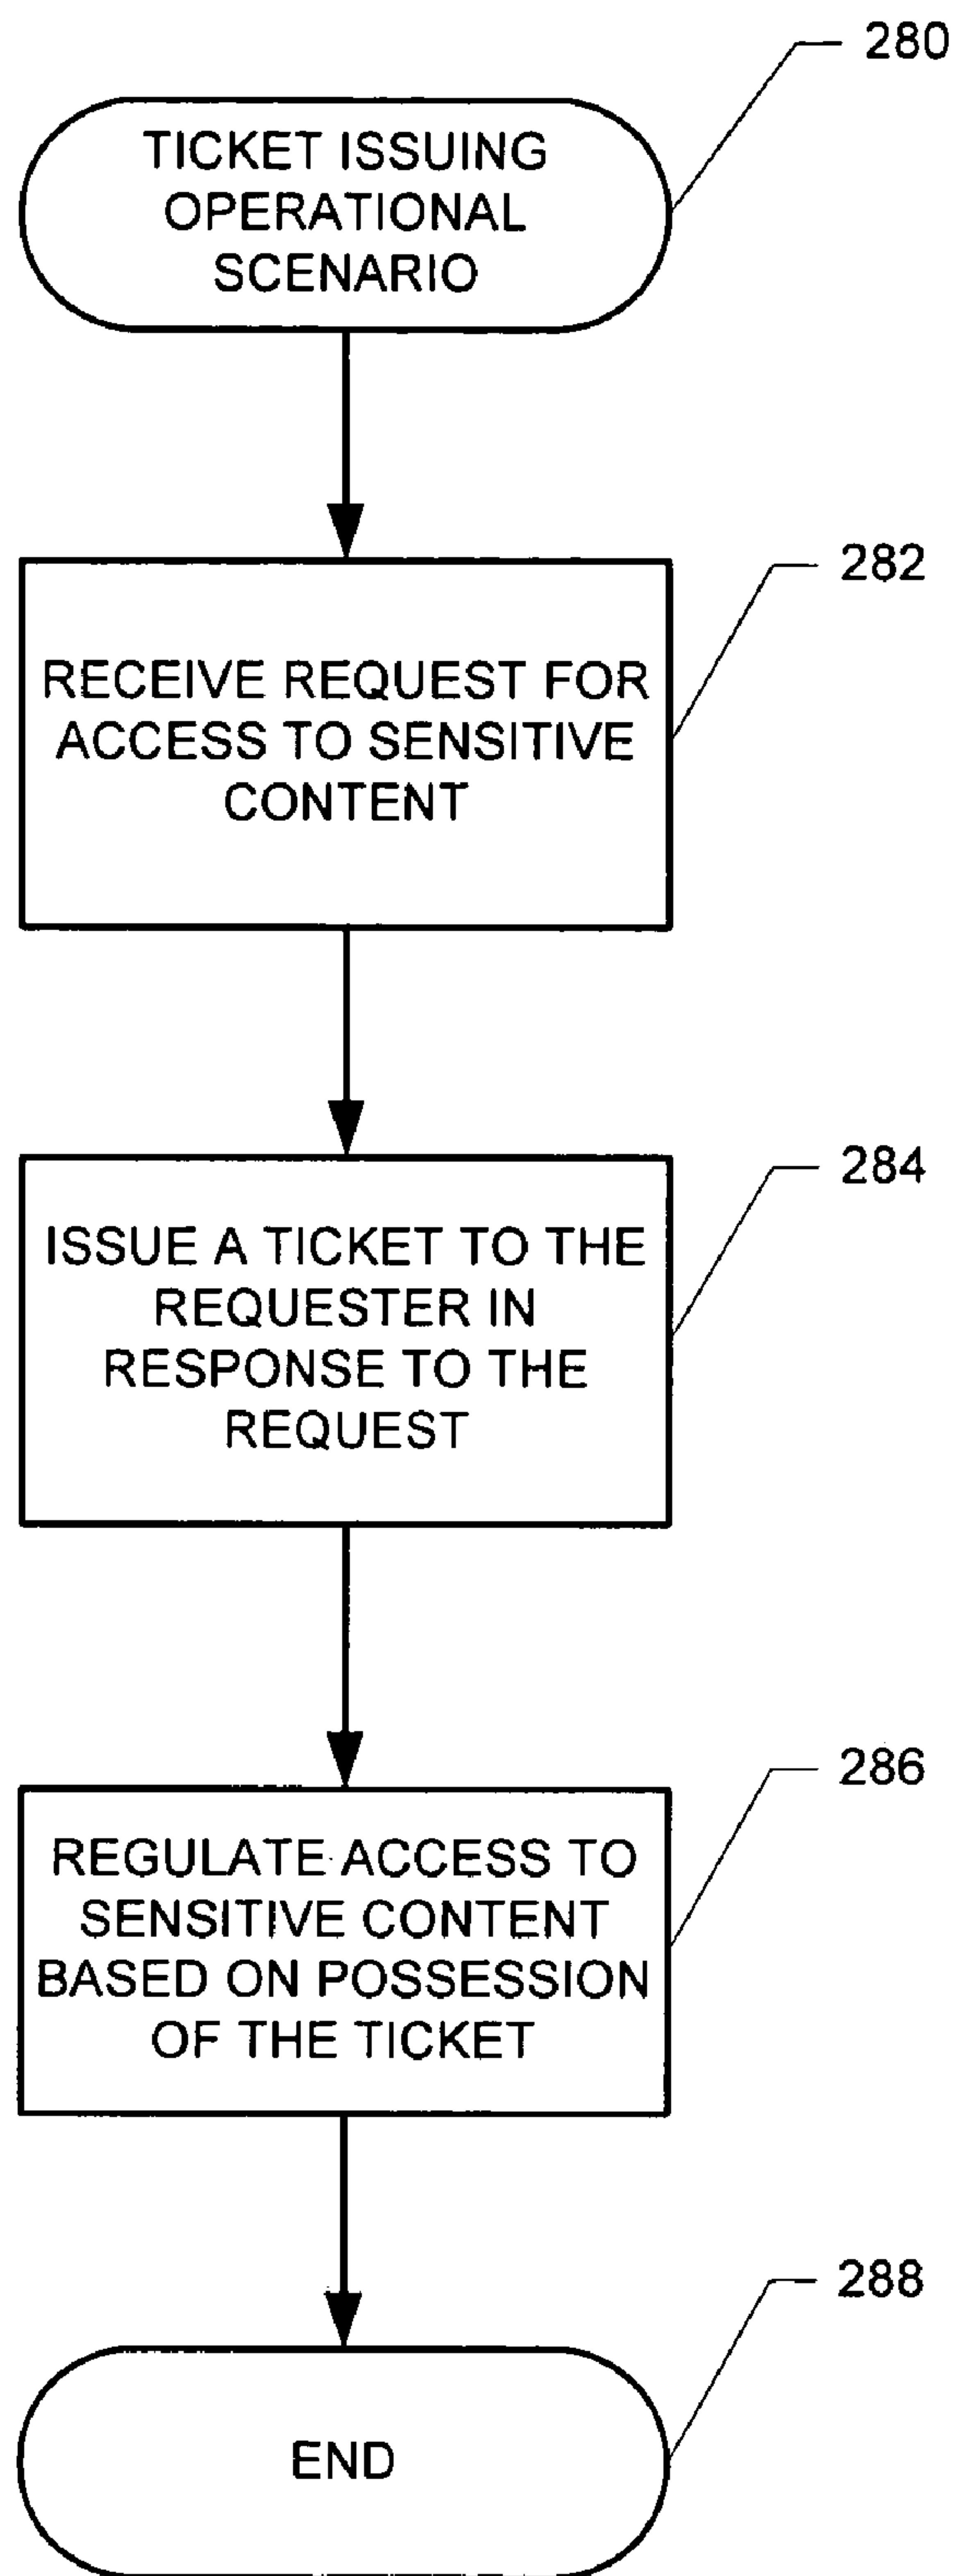 280
TICKET ISSUING
OPERATIONAL
SCENARIO
282
RECEIVE REQUEST FOR
ACCESS TO SENSITIVE
CONTENT
284
ISSUE A TICKET TO THE
REQUESTER IN
RESPONSE TO THE
REQUEST
286
REGULATE ACCESS TO
SENSITIVE CONTENT
BASED ON POSSESSION
OF THE TICKET
288
END